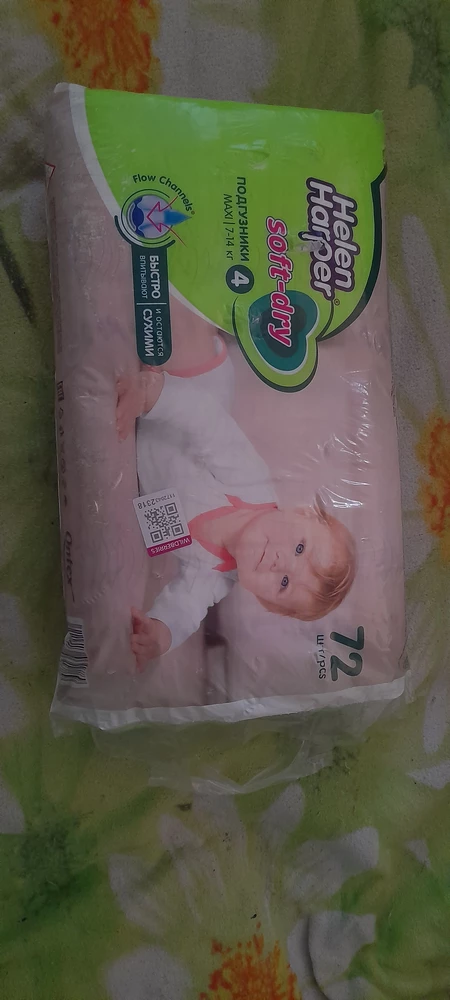 Helen
Harper®
soft-dry
ПОДГУЗНИКИ
MAXI | 7-14 КГ
4
Flow Channels®
БЫСТРО
ВПИТЫВАЮТ
И ОСТАЮТСЯ
СУХИМИ
WILDBERRIES
72
ШТ/PCS
Ontex